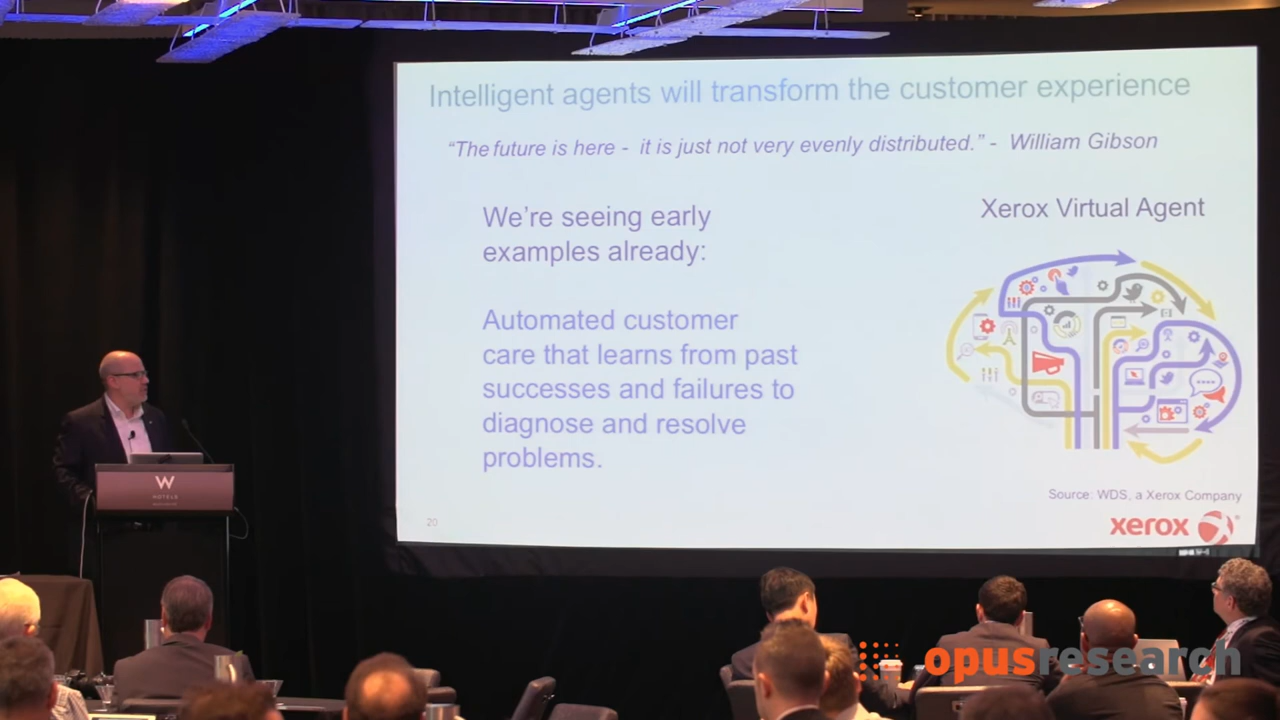 Intelligent agents will transform the customer experience
“The future is here - it is just not very evenly distributed.” - William Gibson
We’re seeing early
examples already:
Xerox Virtual Agent
Automated customer
care that learns from past
successes and failures to
diagnose and resolve
problems.
Source: WDS, a Xerox Company
20
xerox
W
HOTELS
opusresearch